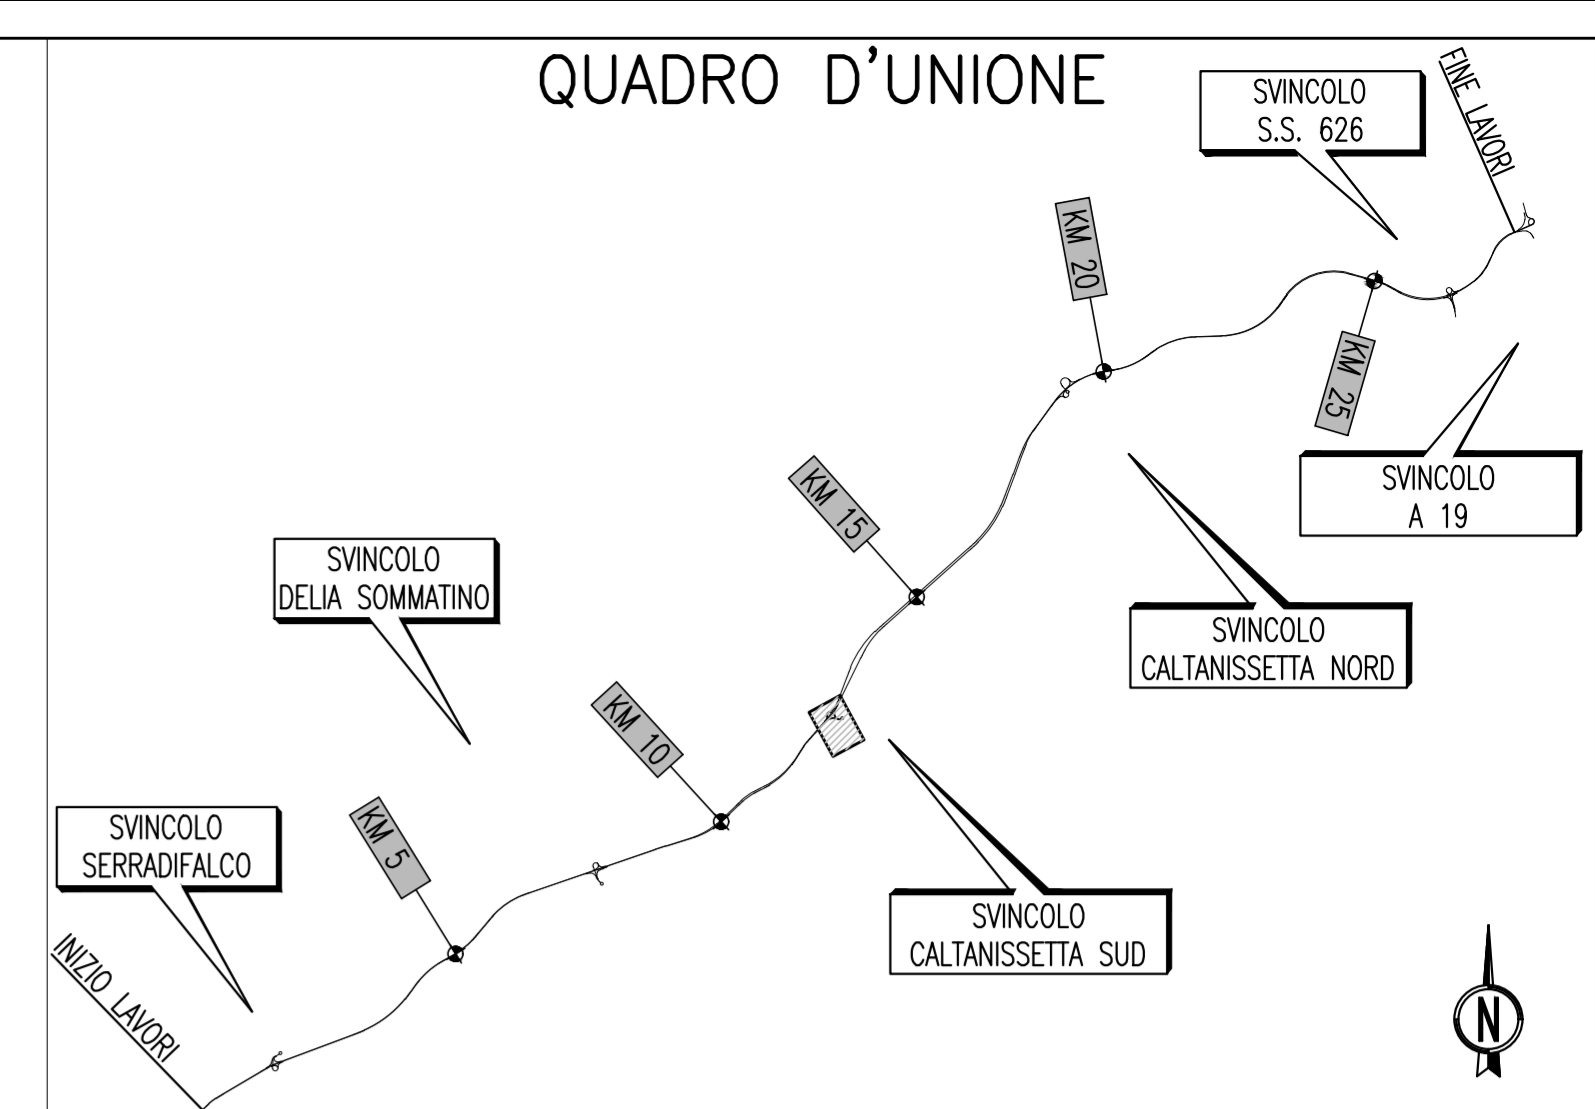 QUADRO D'UNIONE
SVINCOLO
S.S. 626
FINE LAVORI
KM 20
KM 25
SVINCOLO
A 19
KM 15
SVINCOLO
DELIA SOMMATINO
SVINCOLO
CALTANISSETTA NORD
KM 10
KM 5
SVINCOLO
SERRADIFALCO
SVINCOLO
CALTANISSETTA SUD
INIZIO LAVORI
N